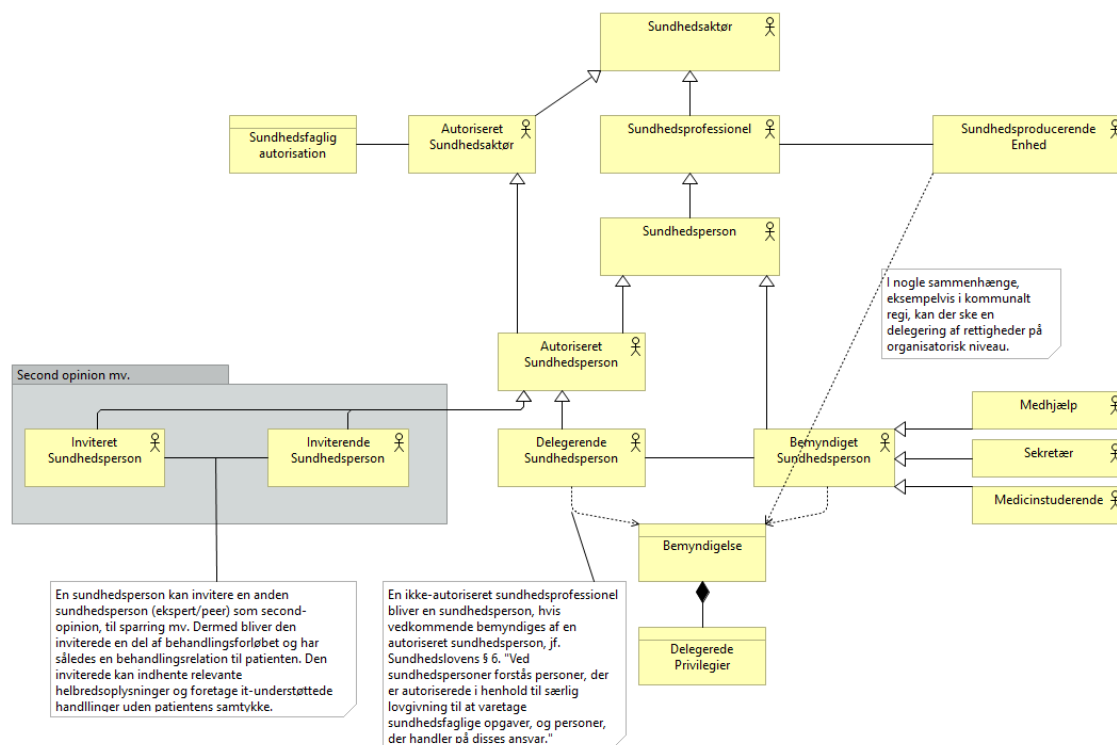 Sundhedsaktør
Sundhedsfaglig
autorisation
Autoriseret
Sundhedsaktør
Sundhedsprofessionel
Sundhedsproducerende
Enhed
Sundhedsperson
I nogle sammenhænge,
eksempelvis i kommunalt
regi, kan der ske en
delegering af rettigheder på
organisatorisk niveau.
Autoriseret
Sundhedsperson
Second opinion mv.
Inviteret
Sundhedsperson
Inviterende
Sundhedsperson
Delegerende
Sundhedsperson
Bemyndiget
Sundhedsperson
Medhjælp
Sekretær
Medicinstuderende
Bemyndigelse
En sundhedsperson kan invitere en anden
sundhedsperson (ekspert/peer) som second-
opinion, til sparring mv. Dermed bliver den
inviterede en del af behandlingsforløbet og har
således en behandlingsrelation til patienten. Den
inviterede kan indhente relevante
helbredsoplysninger og foretage it-understøttede
handllinger uden patientens samtykke.
En ikke-autoriseret sundhedsprofessionel
bliver en sundhedsperson, hvis
vedkommende bemyndiges af en
autoriseret sundhedsperson, jf.
Sundhedslovens § 6. "Ved
sundhedspersoner forstås personer, der
er autoriserede i henhold til særlig
lovgivning til at varetage
sundhedsfaglige opgaver, og personer,
der handler på disses ansvar."
Delegerede
Privilegier